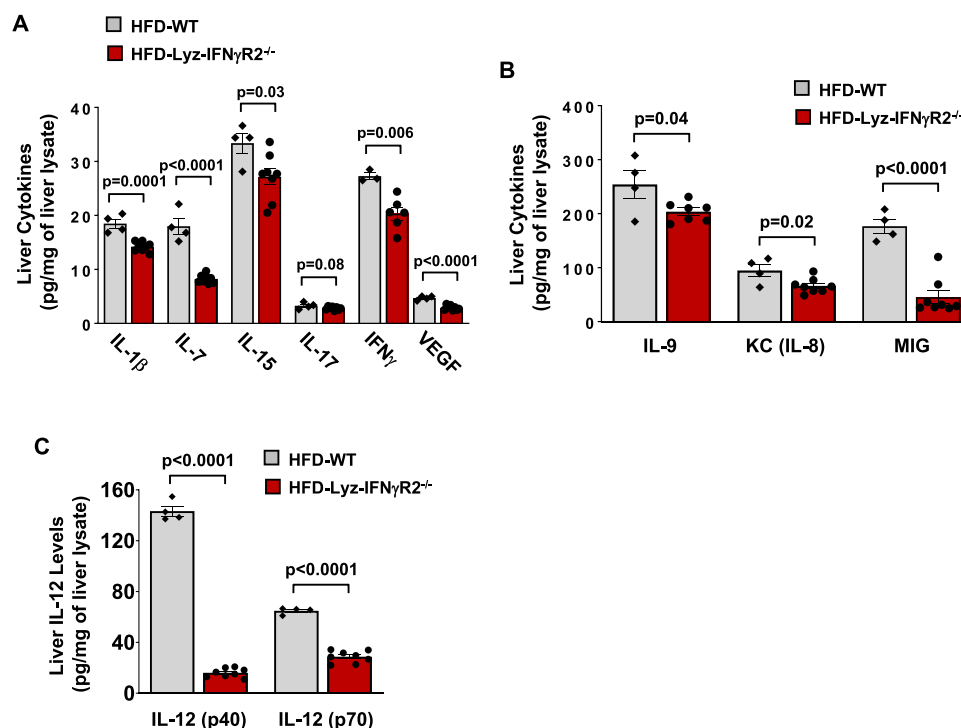 A
HFD-WT
HFD-Lyz-IFNγR2-/-
Liver Cytokines
(pg/mg of liver lysate)
40
30
20
10
0
p=0.0001
p<0.0001
p=0.03
p=0.08
p=0.006
p<0.0001
IL-1β
IL-7
IL-15
IL-17
IFNγ
VEGF
B
HFD-WT
HFD-Lyz-IFNγR2-/-
Liver Cytokines
(pg/mg of liver lysate)
400
300
200
100
0
p=0.04
p=0.02
p<0.0001
IL-9
KC (IL-8)
MIG
C
HFD-WT
HFD-Lyz-IFNγR2-/-
Liver IL-12 Levels
(pg/mg of liver lysate)
160
120
80
40
0
p<0.0001
p<0.0001
IL-12 (p40)
IL-12 (p70)